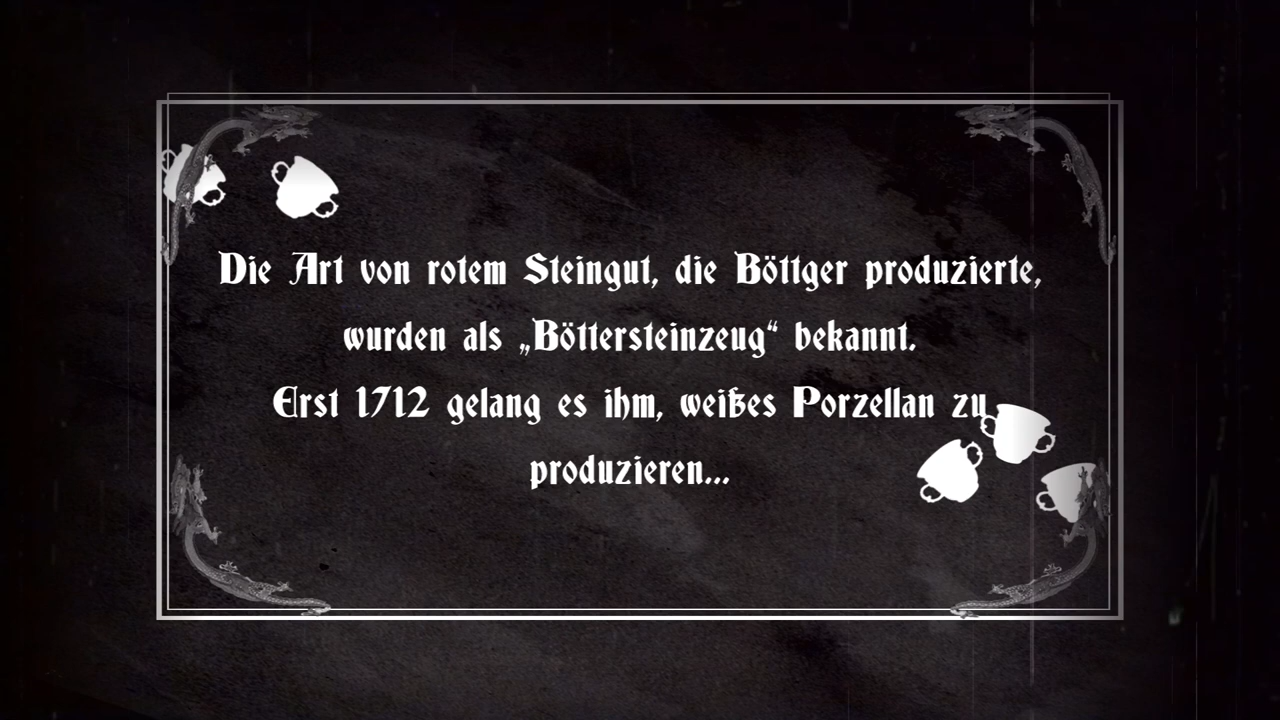 Die Art von rotem Steingut, die Böttger produzierte,
wurden als „Böttersteinzeug“ bekannt.
Erst 1712 gelang es ihm, weißes Porzellan zu
produzieren...